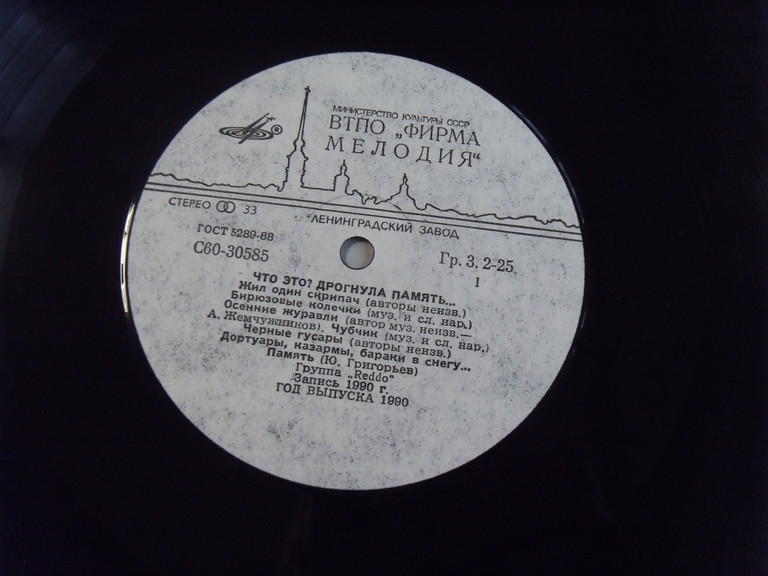 МИНИСТЕРСТВО КУЛЬТУРЫ СССР
ВТПО „ФИРМА
МЕЛОДИЯ“
®
СТЕРЕО 33
ЛЕНИНГРАДСКИЙ ЗАВОД
ГОСТ 5289-88
С60-30585
Гр. 3. 2-25
1
ЧТО ЭТО? ДРОГНУЛА ПАМЯТЬ...
Жил один скрипач (авторы неизв.)
Бирюзовые колечки (муз. и сл. нар.)
Осенние журавли (автор муз. неизв.—
А. Жемчужников). Чубчик (муз. и сл. нар.)
Черные гусары (авторы неизв.)
Дортуары, казармы, бараки в снегу...
Память (Ю. Григорьев)
Группа „Reddo“
Запись 1990 г.
ГОД ВЫПУСКА 1990